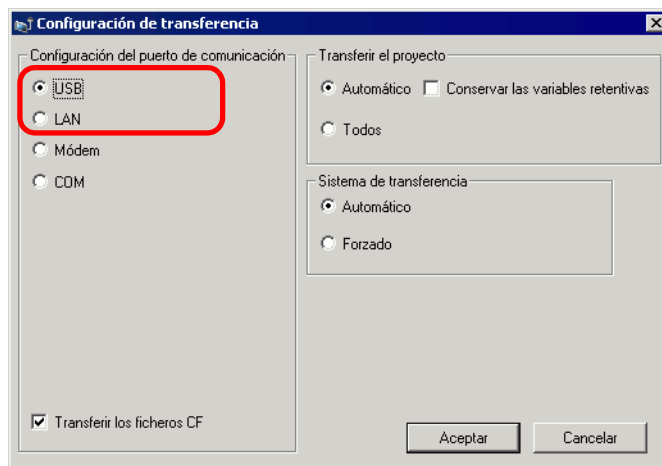 Configuración de transferencia
Configuración del puerto de comunicación
USB
LAN
Módem
COM
Transferir los ficheros CF
Transferir el proyecto
Automático Conservar las variables retentivas
Todos
Sistema de transferencia
Automático
Forzado
Aceptar Cancelar